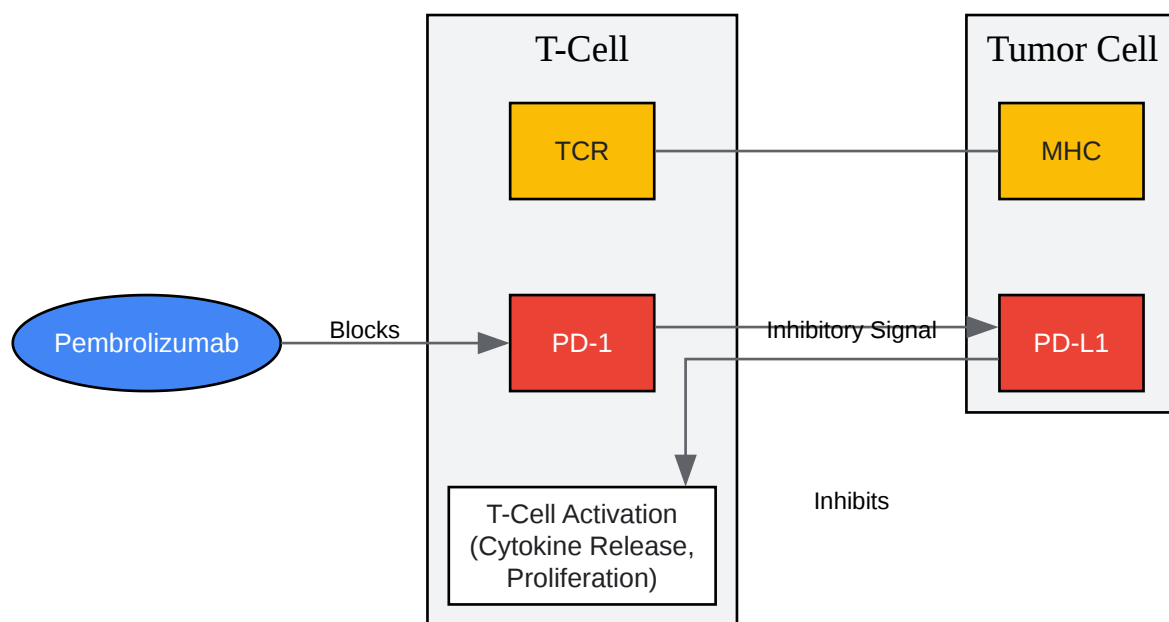 T-Cell
Tumor Cell
TCR
MHC
Pembrolizumab
Blocks
PD-1
Inhibitory Signal
PD-L1
T-Cell Activation
(Cytokine Release,
Proliferation)
Inhibits